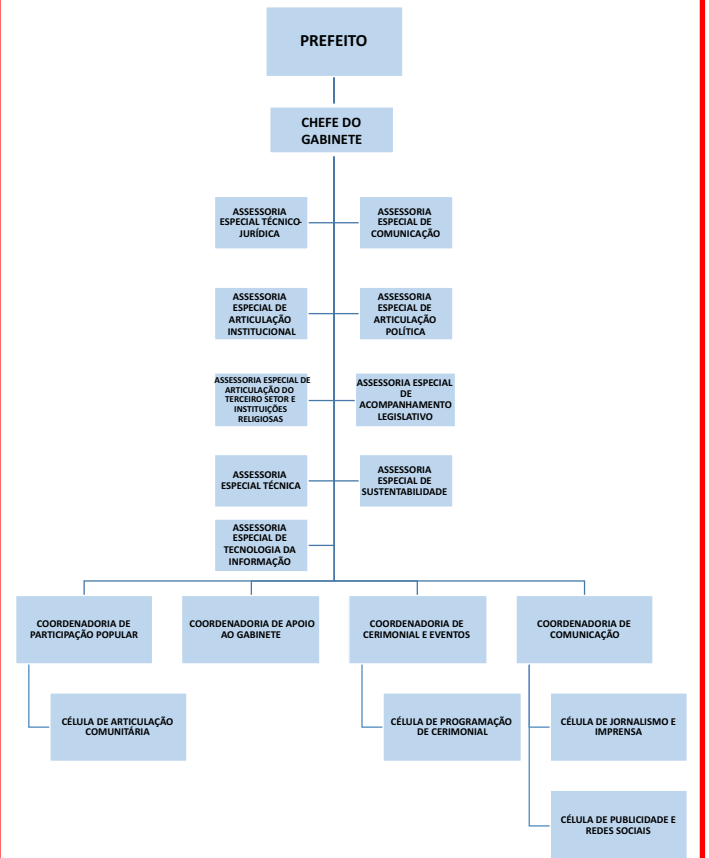 PREFEITO
CHEFE DO
GABINETE
ASSESSORIA
ESPECIAL TÉCNICO-
JURÍDICA
ASSESSORIA
ESPECIAL DE
COMUNICAÇÃO
ASSESSORIA
ESPECIAL DE
ARTICULAÇÃO
INSTITUCIONAL
ASSESSORIA
ESPECIAL DE
ARTICULAÇÃO
POLÍTICA
ASSESSORIA ESPECIAL DE
ARTICULAÇÃO DO
TERCEIRO SETOR E
INSTITUIÇÕES
RELIGIOSAS
ASSESSORIA ESPECIAL
DE
ACOMPANHAMENTO
LEGISLATIVO
ASSESSORIA
ESPECIAL TÉCNICA
ASSESSORIA
ESPECIAL DE
SUSTENTABILIDADE
ASSESSORIA
ESPECIAL DE
TECNOLOGIA DA
INFORMAÇÃO
COORDENADORIA DE
PARTICIPAÇÃO POPULAR
COORDENADORIA DE APOIO
AO GABINETE
COORDENADORIA DE
CERIMONIAL E EVENTOS
COORDENADORIA DE
COMUNICAÇÃO
CÉLULA DE ARTICULAÇÃO
COMUNITÁRIA
CÉLULA DE PROGRAMAÇÃO
DE CERIMONIAL
CÉLULA DE JORNALISMO E
IMPRENSA
CÉLULA DE PUBLICIDADE E
REDES SOCIAIS